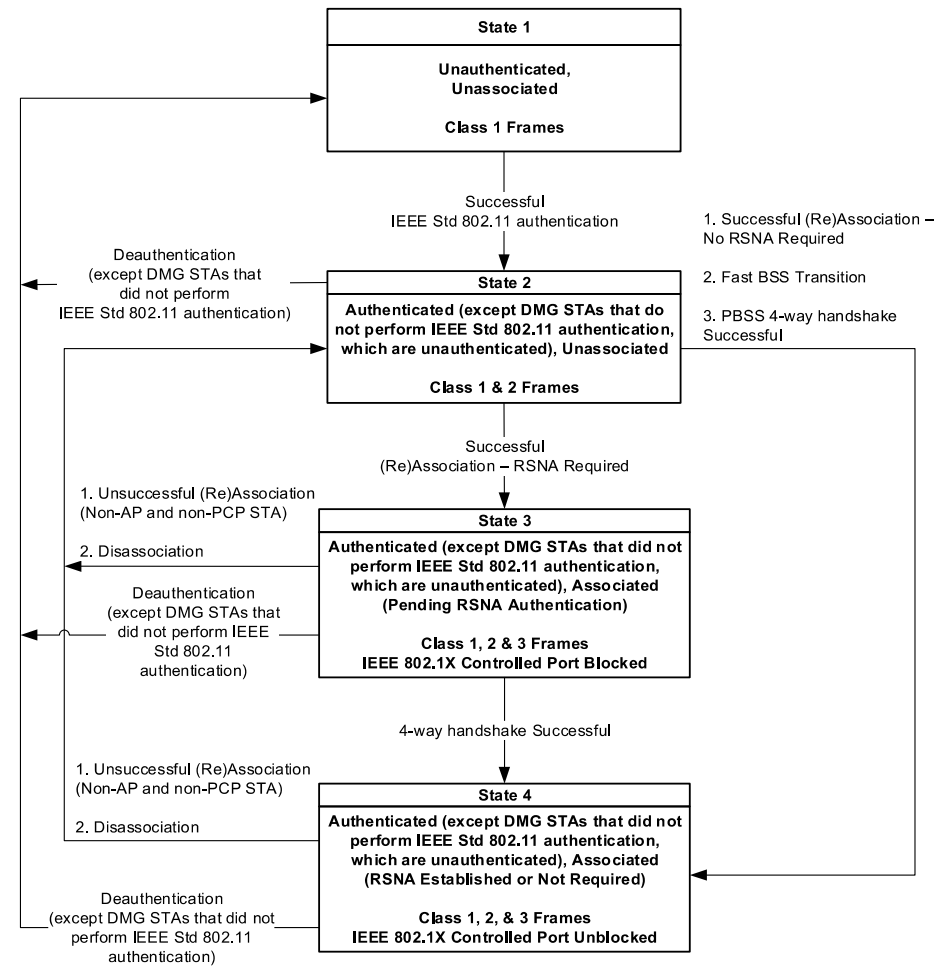 State 1
Unauthenticated,
Unassociated
Class 1 Frames
Successful
IEEE Std 802.11 authentication
1. Successful (Re)Association –
No RSNA Required
2. Fast BSS Transition
3. PBSS 4-way handshake
Successful
Deauthentication
(except DMG STAs that
did not perform
IEEE Std 802.11 authentication)
State 2
Authenticated (except DMG STAs that do
not perform IEEE Std 802.11 authentication,
which are unauthenticated), Unassociated
Class 1 & 2 Frames
Successful
(Re)Association – RSNA Required
1. Unsuccessful (Re)Association
(Non-AP and non-PCP STA)
2. Disassociation
Deauthentication
(except DMG STAs that
did not perform IEEE
Std 802.11
authentication)
State 3
Authenticated (except DMG STAs that did not
perform IEEE Std 802.11 authentication,
which are unauthenticated), Associated
(Pending RSNA Authentication)
Class 1, 2 & 3 Frames
IEEE 802.1X Controlled Port Blocked
4-way handshake Successful
1. Unsuccessful (Re)Association
(Non-AP and non-PCP STA)
2. Disassociation
State 4
Authenticated (except DMG STAs that did not
perform IEEE Std 802.11 authentication,
which are unauthenticated), Associated
(RSNA Established or Not Required)
Class 1, 2, & 3 Frames
IEEE 802.1X Controlled Port Unblocked
Deauthentication
(except DMG STAs that did not
perform IEEE Std 802.11
authentication)